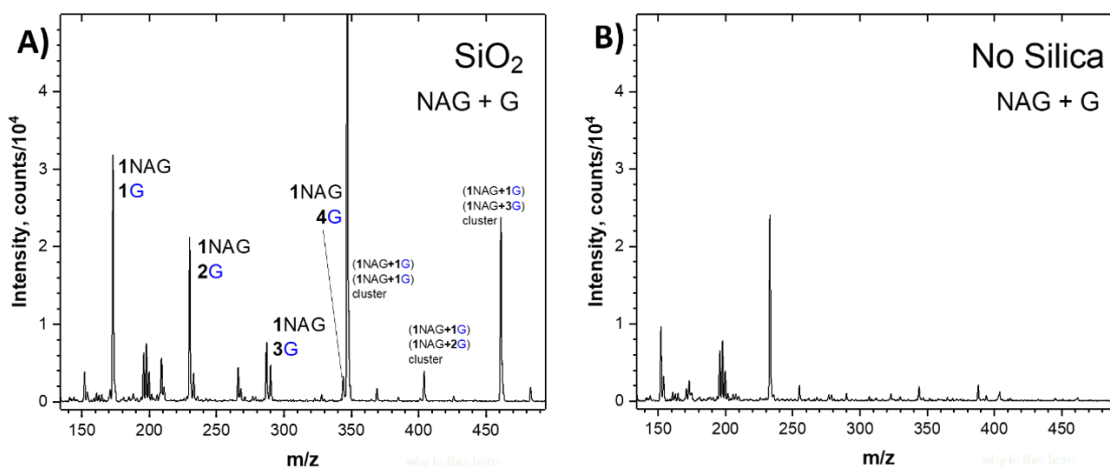 A)
SiO₂
NAG + G
Intensity, counts/10⁴
4
3
2
1
0
1NAG
1G
1NAG
2G
1NAG
3G
1NAG
4G
(1NAG+1G)
(1NAG+1G)
cluster
(1NAG+1G)
(1NAG+2G)
cluster
(1NAG+1G)
(1NAG+3G)
cluster
150 200 250 300 350 400 450
m/z
why is this here
B)
No Silica
NAG + G
Intensity, counts/10⁴
4
3
2
1
0
150 200 250 300 350 400 450
m/z
why is this here